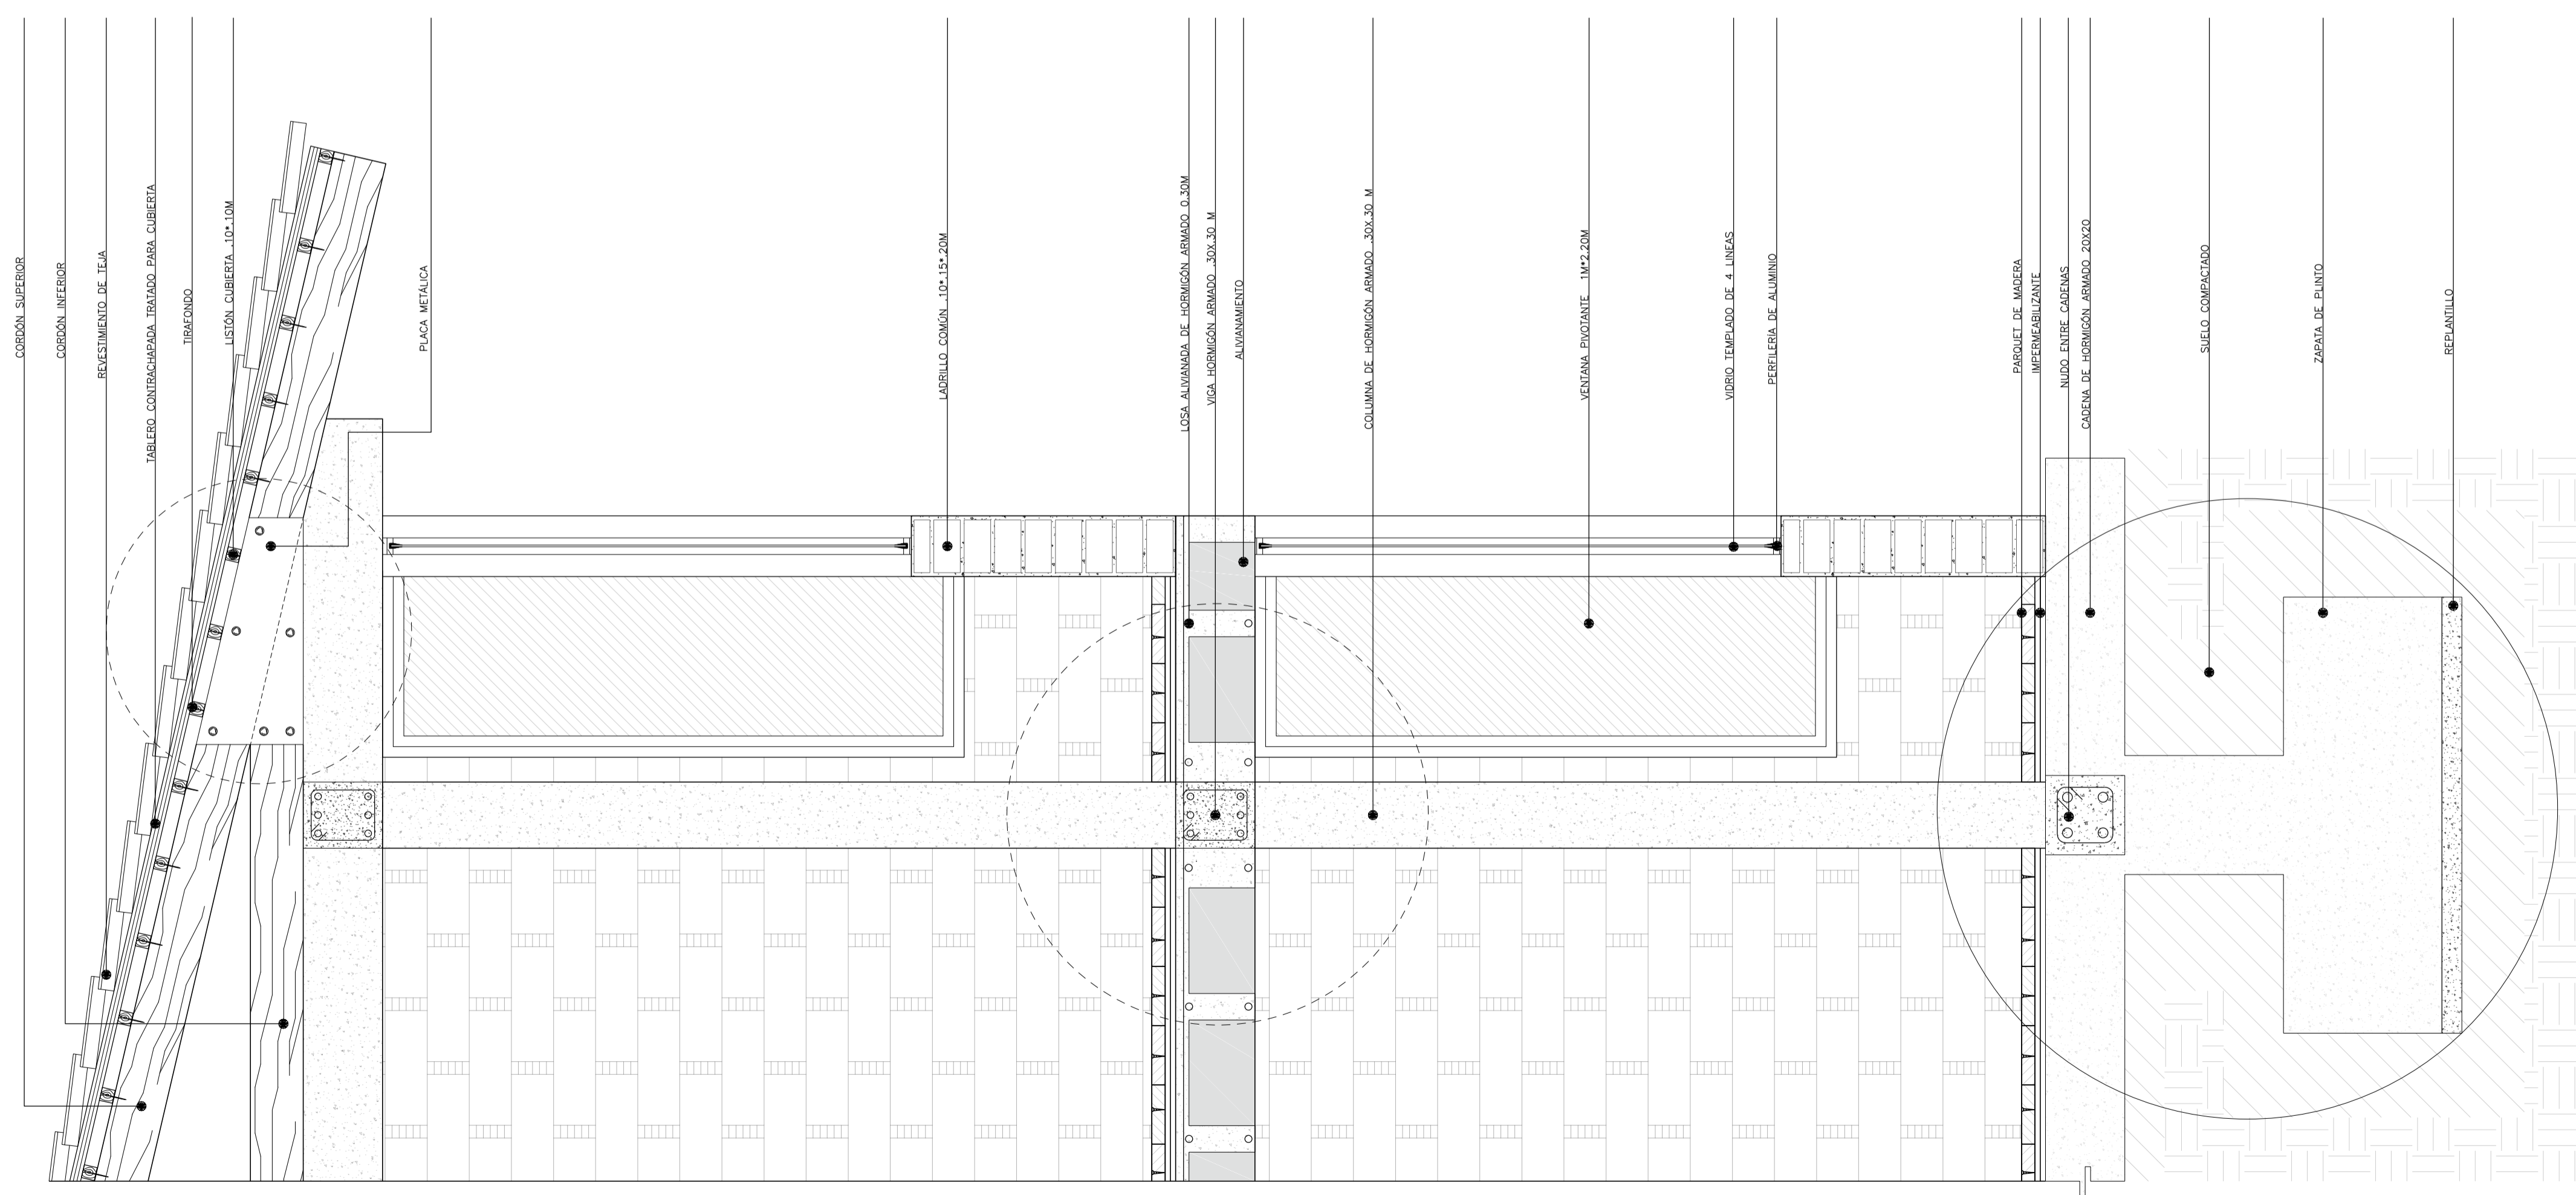 CORDÓN SUPERIOR
CORDÓN INFERIOR
REVESTIMIENTO DE TEJA
TABLERO CONTRACHAPADA TRATADO PARA CUBIERTA
TIRAFONDO
LISTÓN CUBIERTA .10*.10M
PLACA METÁLICA
LADRILLO COMÚN .10*.15*.20M
LOSA ALIVIANADA DE HORMIGÓN ARMADO 0.30M
VIGA HORMIGÓN ARMADO .30X.30 M
ALIVIANAMIENTO
COLUMNA DE HORMIGÓN ARMADO .30X.30 M
VENTANA PIVOTANTE 1M*2.20M
VIDRIO TEMPLADO DE 4 LINEAS
PERFILERÍA DE ALUMINIO
PARQUET DE MADERA
IMPERMEABILIZANTE
NUDO ENTRE CADENAS
CADENA DE HORMIGÓN ARMADO 20X20
SUELO COMPACTADO
ZAPATA DE PLINTO
REPLANTILLO